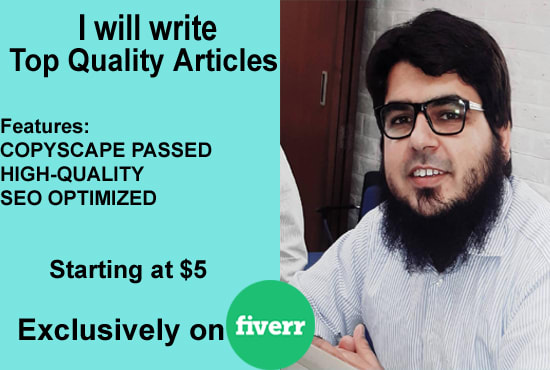 I will write
Top Quality Articles
Features:
COPYSCAPE PASSED
HIGH-QUALITY
SEO OPTIMIZED
Starting at $5
Exclusively on fiverr